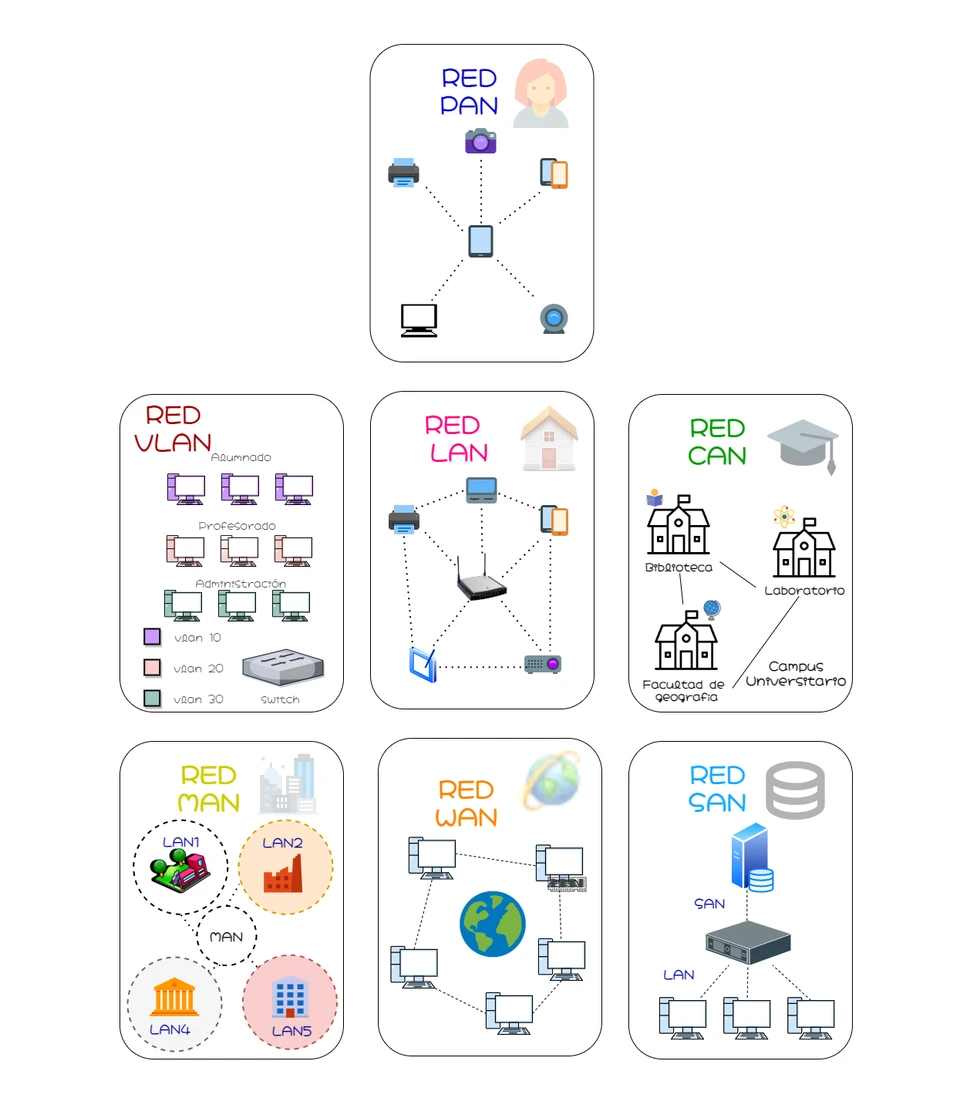 RED
PAN
RED
VLAN
Alumnado
Profesorado
Administración
vlan 10
vlan 20
vlan 30
switch
RED
LAN
RED
CAN
Biblioteca
Laboratorio
Facultad de
geografia
Campus
Universitario
RED
MAN
LAN1
LAN2
MAN
LAN4
LAN5
RED
WAN
RED
SAN
SAN
LAN